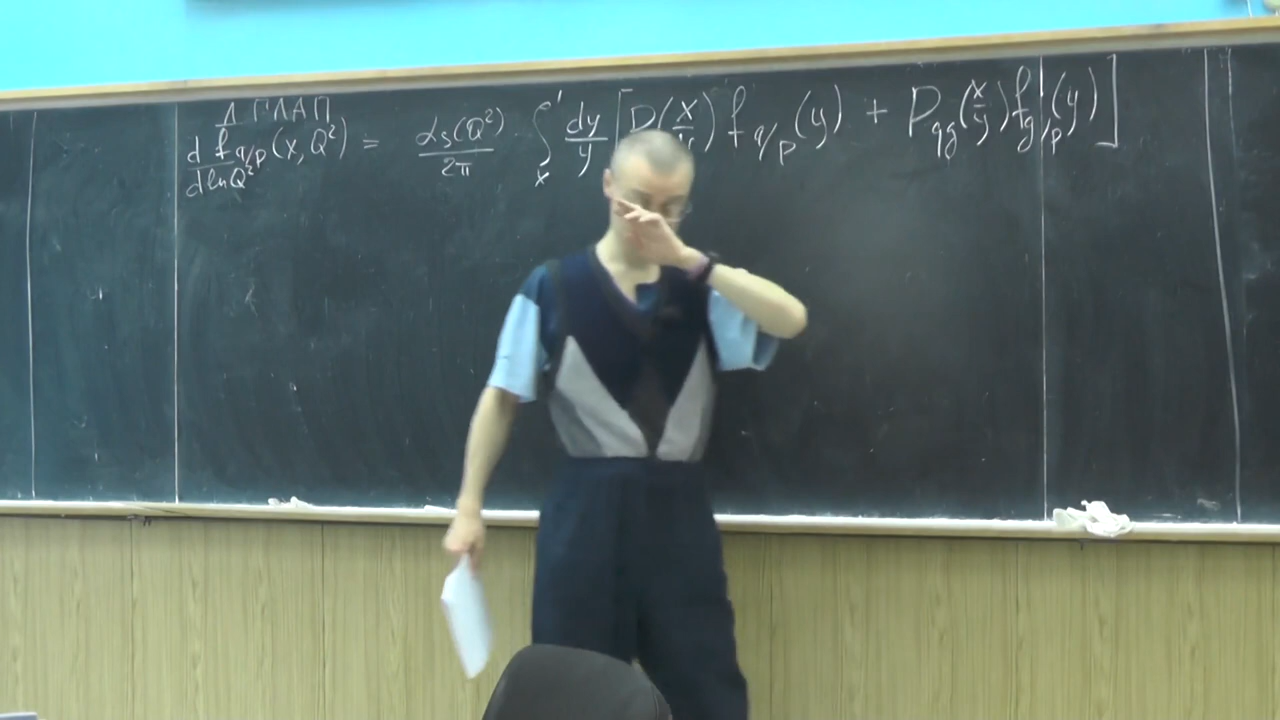 ДГЛАП
d f_{q/p}(x,Q²) / d ln Q² = αs(Q²) / 2π ∫_x^1 dy/y [P(x/y) f_{q/p}(y) + P_{qg}(x/y) f_{g/p}(y)]